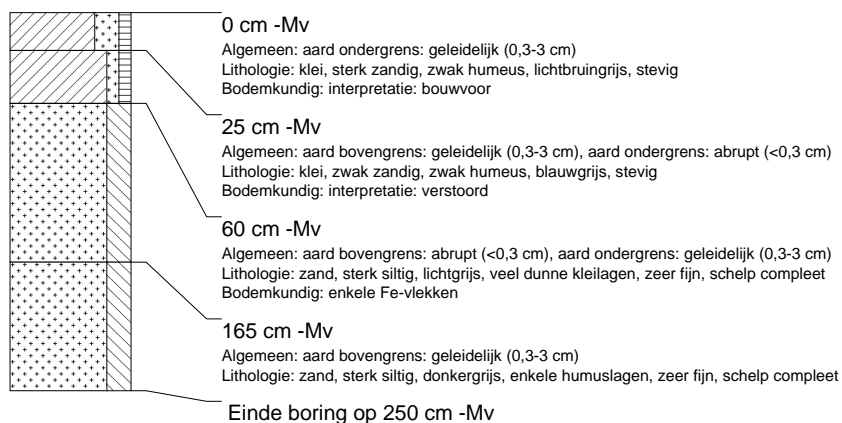 0 cm -Mv
Algemeen: aard ondergrens: geleidelijk (0,3-3 cm)
Lithologie: klei, sterk zandig, zwak humeus, lichtbruingrijs, stevig
Bodemkundig: interpretatie: bouwvoor
25 cm -Mv
Algemeen: aard bovengrens: geleidelijk (0,3-3 cm), aard ondergrens: abrupt (<0,3 cm)
Lithologie: klei, zwak zandig, zwak humeus, blauwgrijs, stevig
Bodemkundig: interpretatie: verstoord
60 cm -Mv
Algemeen: aard bovengrens: abrupt (<0,3 cm), aard ondergrens: geleidelijk (0,3-3 cm)
Lithologie: zand, sterk siltig, lichtgrijs, veel dunne kleilagen, zeer fijn, schelp compleet
Bodemkundig: enkele Fe-vlekken
165 cm -Mv
Algemeen: aard bovengrens: geleidelijk (0,3-3 cm)
Lithologie: zand, sterk siltig, donkergrijs, enkele humuslagen, zeer fijn, schelp compleet
Einde boring op 250 cm -Mv